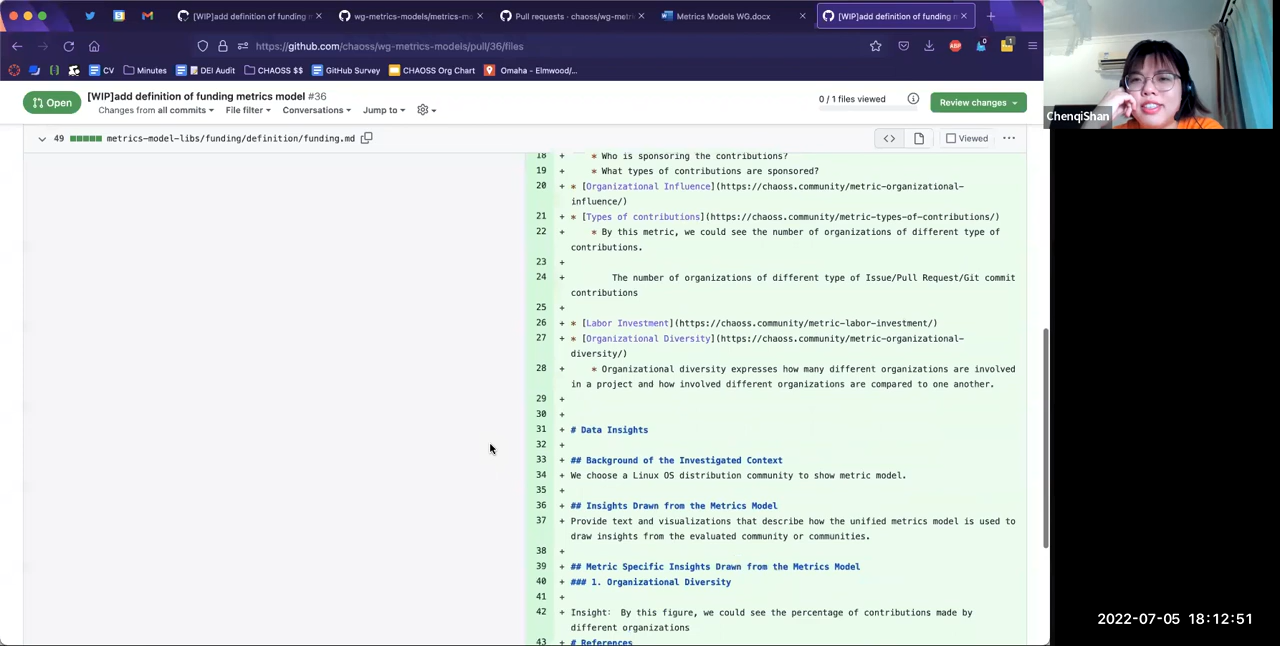 [WIP]add definition of funding m
wg-metrics-models/metrics-mo
Pull requests · chaoss/wg-metri
Metrics Models WG.docx
[WIP]add definition of funding m
https://github.com/chaoss/wg-metrics-models/pull/36/files
CV
Minutes
DEI Audit
CHAOSS $$
GitHub Survey
CHAOSS Org Chart
Omaha - Elmwood/...
Open
[WIP]add definition of funding metrics model #36
Changes from all commits
File filter
Conversations
Jump to
0 / 1 files viewed
Review changes
49
metrics-model-libs/funding/definition/funding.md
Viewed
18 + * Who is sponsoring the contributions?
19 + * What types of contributions are sponsored?
20 + * [Organizational Influence](https://chaoss.community/metric-organizational-
influence/)
21 + * [Types of contributions](https://chaoss.community/metric-types-of-contributions/)
22 + * By this metric, we could see the number of organizations of different type of
contributions.
23 +
24 + The number of organizations of different type of Issue/Pull Request/Git commit
contributions
25 +
26 + * [Labor Investment](https://chaoss.community/metric-labor-investment/)
27 + * [Organizational Diversity](https://chaoss.community/metric-organizational-
diversity/)
28 + * Organizational diversity expresses how many different organizations are involved
in a project and how involved different organizations are compared to one another.
29 +
30 +
31 + # Data Insights
32 +
33 + ## Background of the Investigated Context
34 + We choose a Linux OS distribution community to show metric model.
35 +
36 + ## Insights Drawn from the Metrics Model
37 + Provide text and visualizations that describe how the unified metrics model is used to
draw insights from the evaluated community or communities.
38 +
39 + ## Metric Specific Insights Drawn from the Metrics Model
40 + ### 1. Organizational Diversity
41 +
42 + Insight: By this figure, we could see the percentage of contributions made by
different organizations
43 + # References
ChenqiShan
2022-07-05 18:12:51